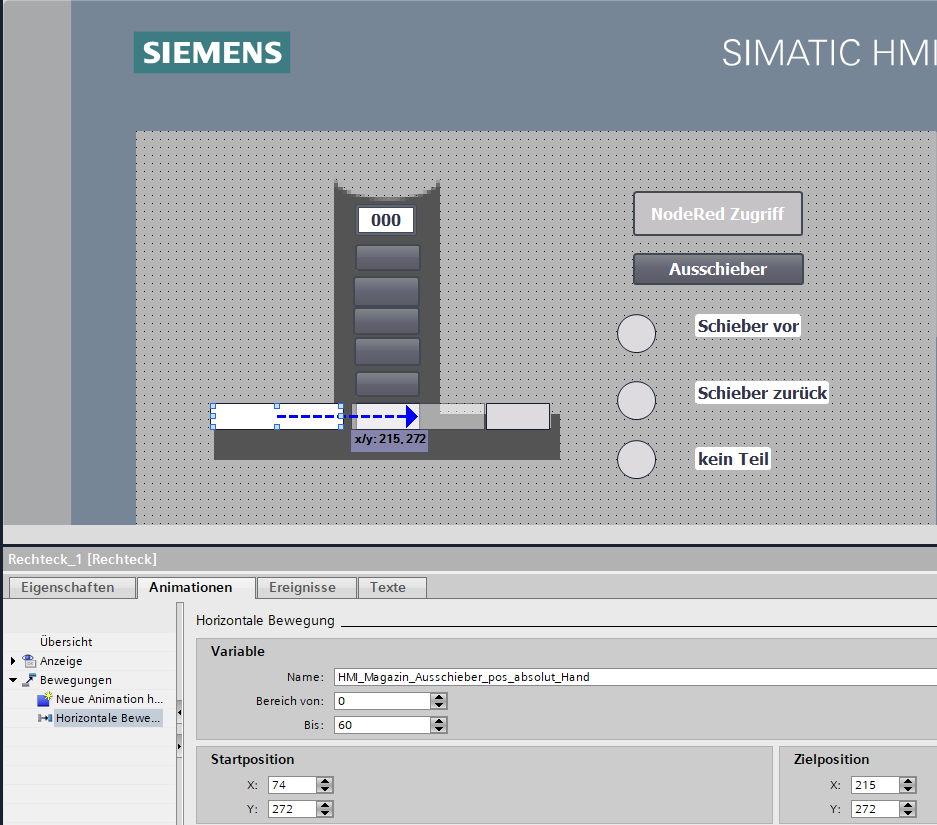 SIEMENS
SIMATIC HMI
000
NodeRed Zugriff
Ausschieber
Schieber vor
Schieber zurück
x/y: 215, 272
kein Teil
Rechteck_1 [Rechteck]
Eigenschaften Animationen Ereignisse Texte
Horizontale Bewegung
Übersicht
Variable
Anzeige
Name: HMI_Magazin_Ausschieber_pos_absolut_Hand
Bewegungen
Neue Animation h...
Bereich von: 0
Horizontale Bewe...
Bis: 60
Startposition Zielposition
X: 74 X: 215
Y: 272 Y: 272